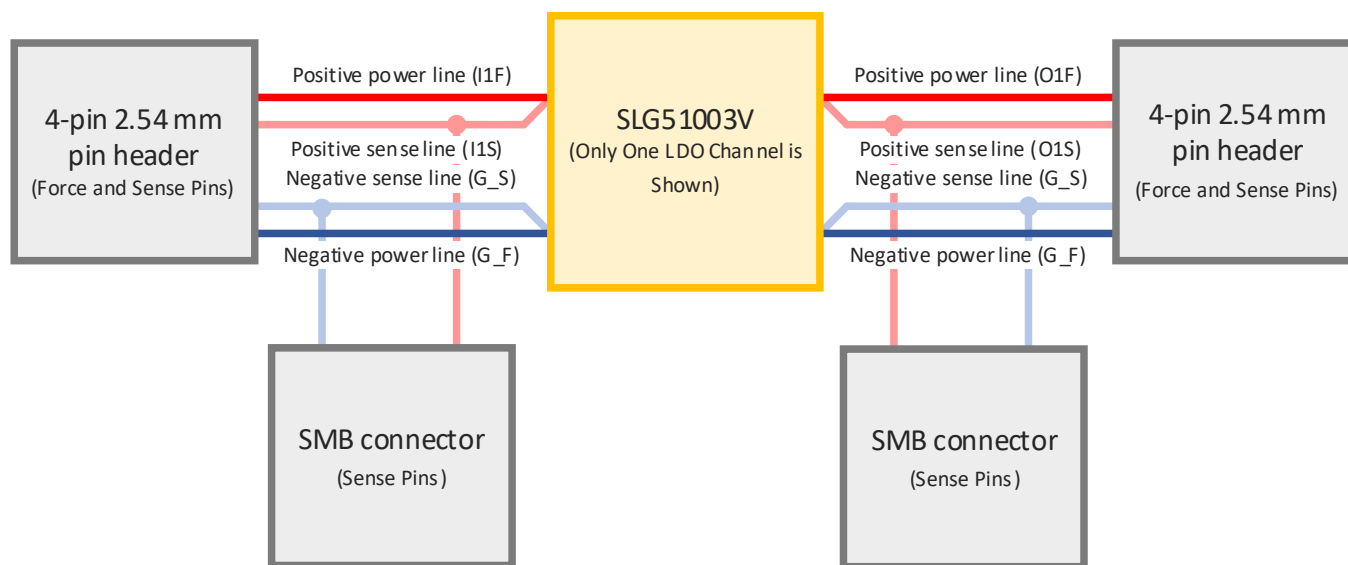 4-pin 2.54 mm
pin header
(Force and Sense Pins)
Positive power line (I1F)
Positive sense line (I1S)
Negative sense line (G_S)
Negative power line (G_F)
SLG51003V
(Only One LDO Channel is
Shown)
Positive power line (O1F)
Positive sense line (O1S)
Negative sense line (G_S)
Negative power line (G_F)
4-pin 2.54 mm
pin header
(Force and Sense Pins)
SMB connector
(Sense Pins)
SMB connector
(Sense Pins)